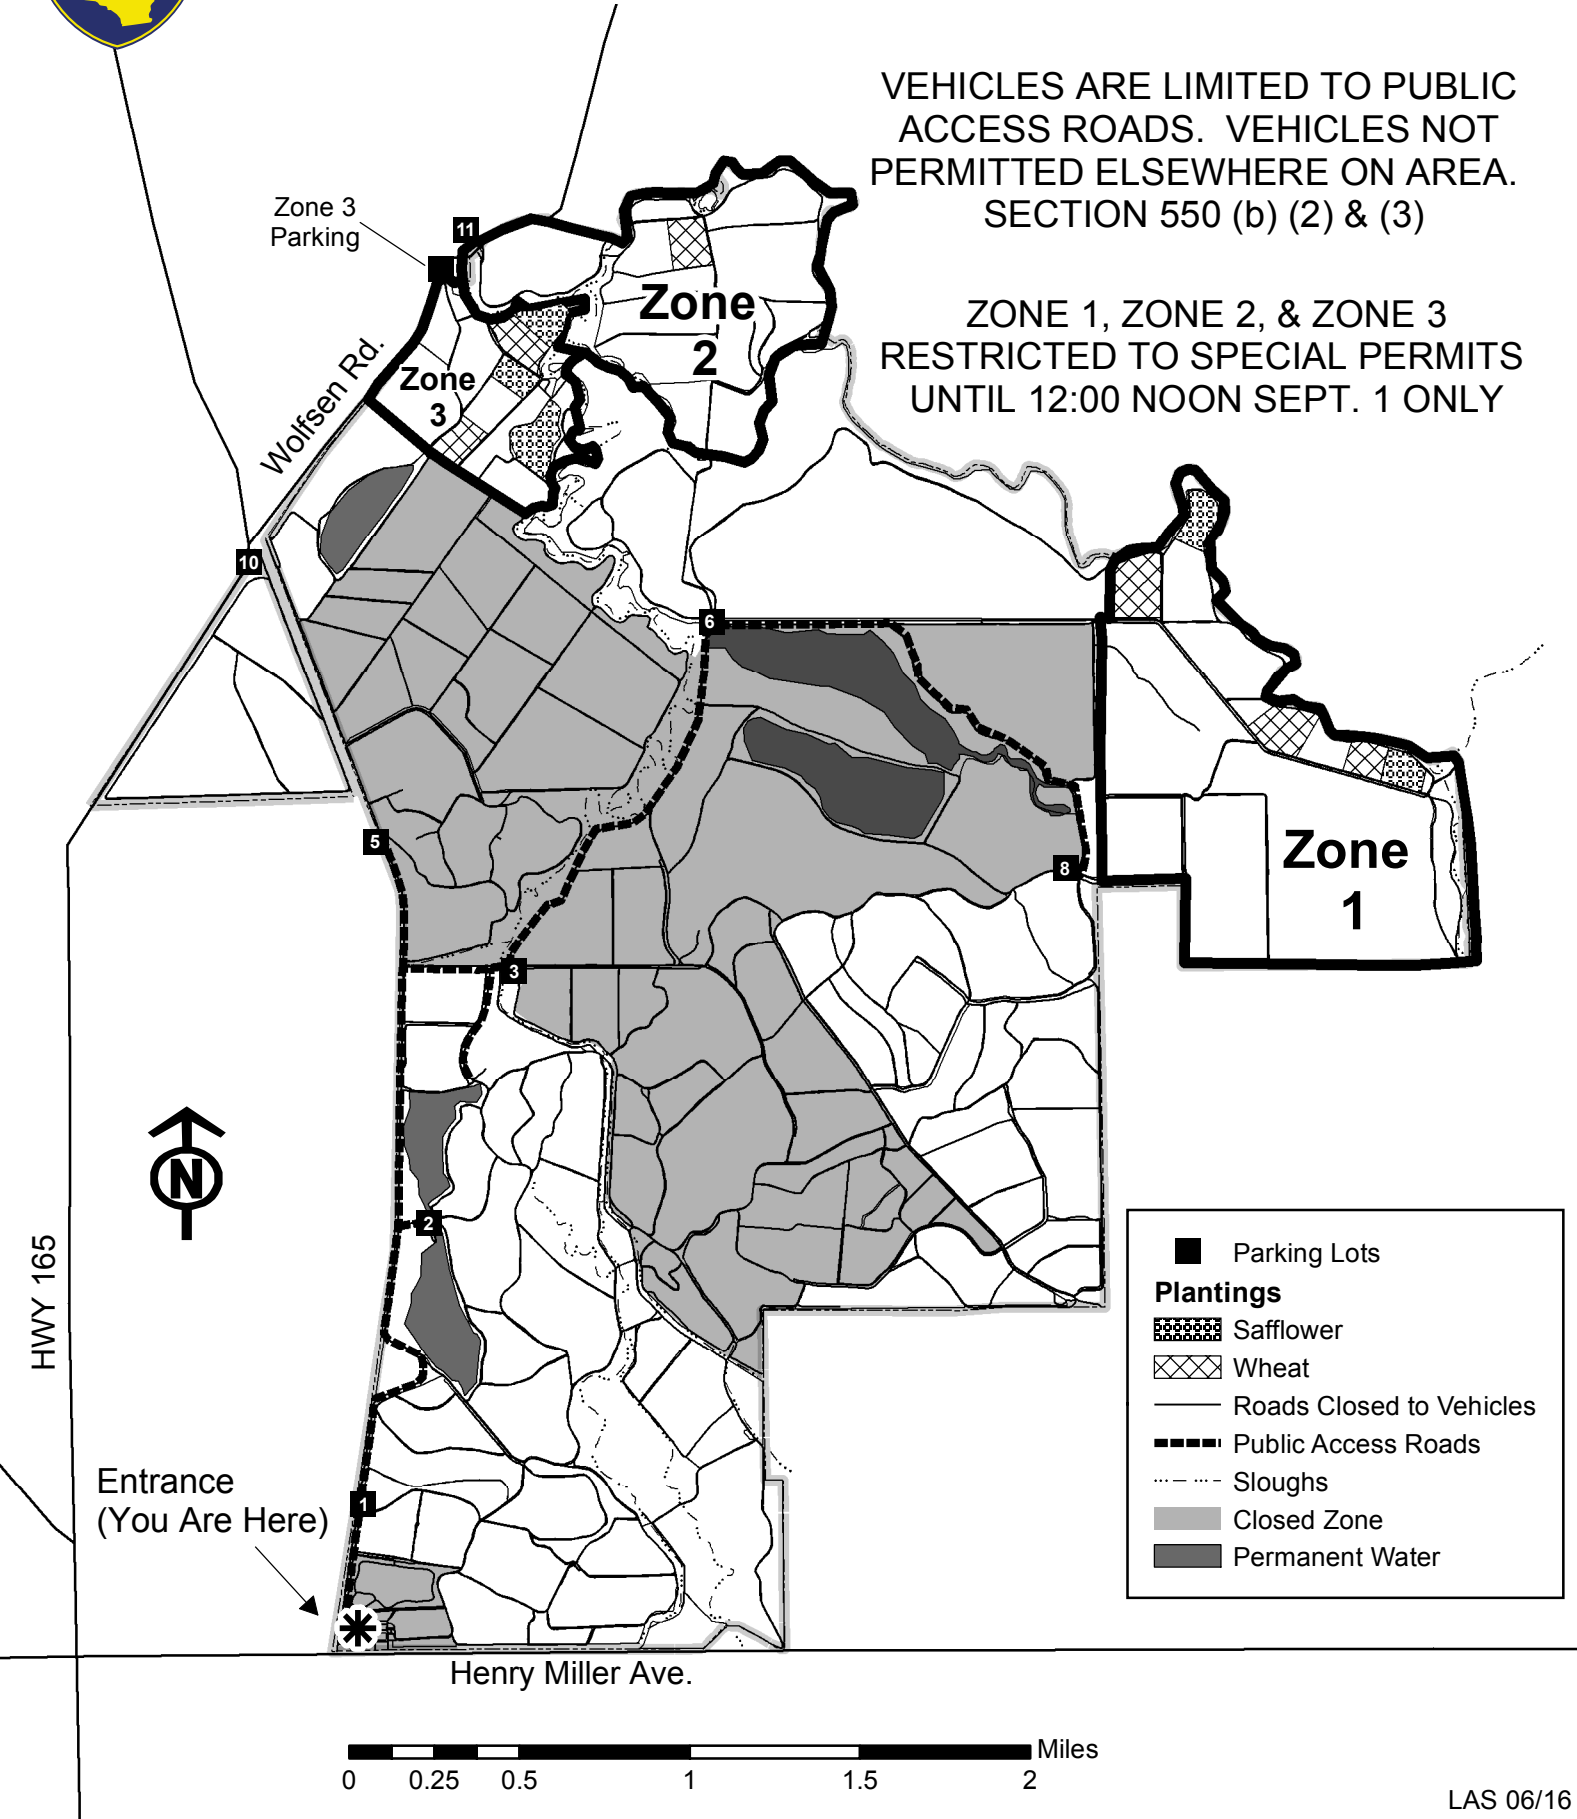 VEHICLES ARE LIMITED TO PUBLIC
ACCESS ROADS. VEHICLES NOT
PERMITTED ELSEWHERE ON AREA.
SECTION 550 (b) (2) & (3)
ZONE 1, ZONE 2, & ZONE 3
RESTRICTED TO SPECIAL PERMITS
UNTIL 12:00 NOON SEPT. 1 ONLY
Zone 3
Parking
11
Zone
2
Zone
3
Wolfsen Rd.
10
6
5
8
Zone
1
3
2
N
HWY 165
Entrance
(You Are Here)
1
Henry Miller Ave.
Parking Lots
Plantings
Safflower
Wheat
Roads Closed to Vehicles
Public Access Roads
Sloughs
Closed Zone
Permanent Water
Miles
0 0.25 0.5 1 1.5 2
LAS 06/16